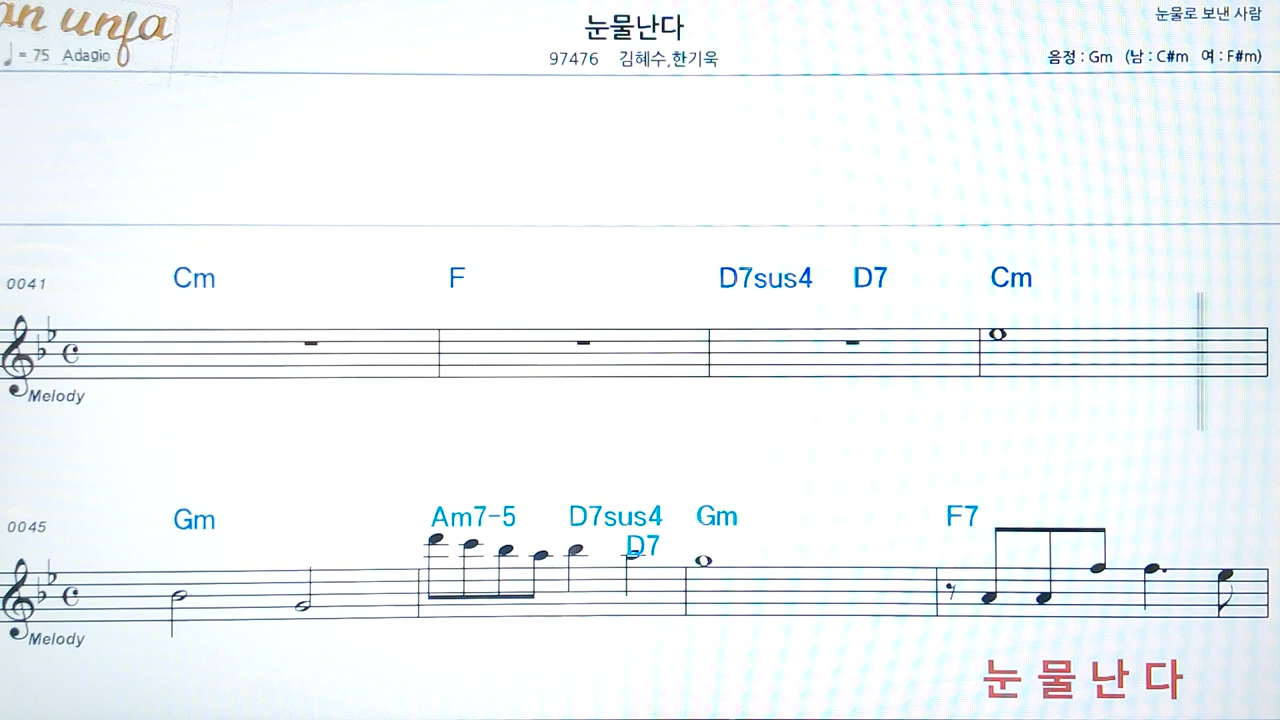 an unfa
눈물난다
눈물로 보낸 사람
♩ = 75 Adagio
97476 김혜수,한기욱
음정 : Gm (남 : C#m 여 : F#m)
0041 Cm F D7sus4 D7 Cm
Melody
0045 Gm Am7-5 D7sus4 D7 Gm F7
Melody
눈 물 난 다